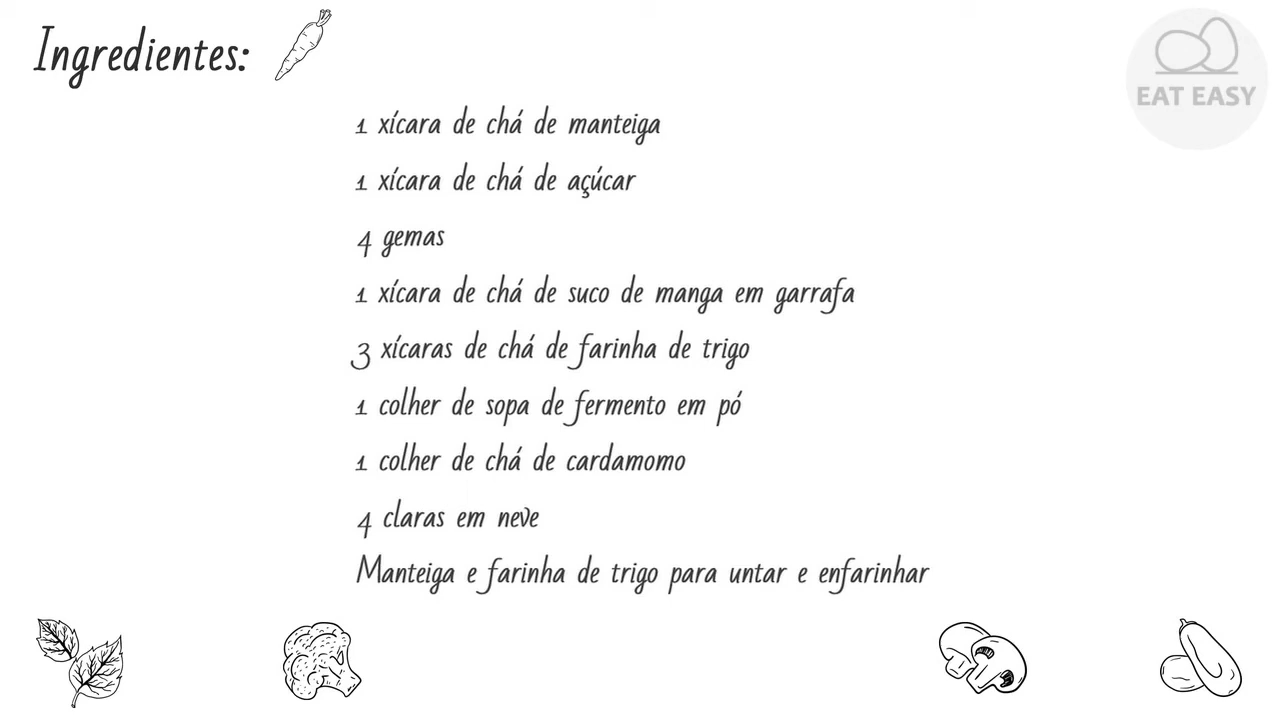 Ingredientes:
EAT EASY
1 xícara de chá de manteiga
1 xícara de chá de açúcar
4 gemas
1 xícara de chá de suco de manga em garrafa
3 xícaras de chá de farinha de trigo
1 colher de sopa de fermento em pó
1 colher de chá de cardamomo
4 claras em neve
Manteiga e farinha de trigo para untar e enfarinhar